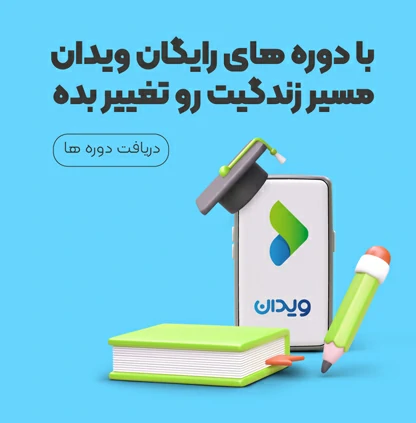 با دوره های رایگان ویدان
مسیر زندگیت رو تغییر بده
دریافت دوره ها
ویدان